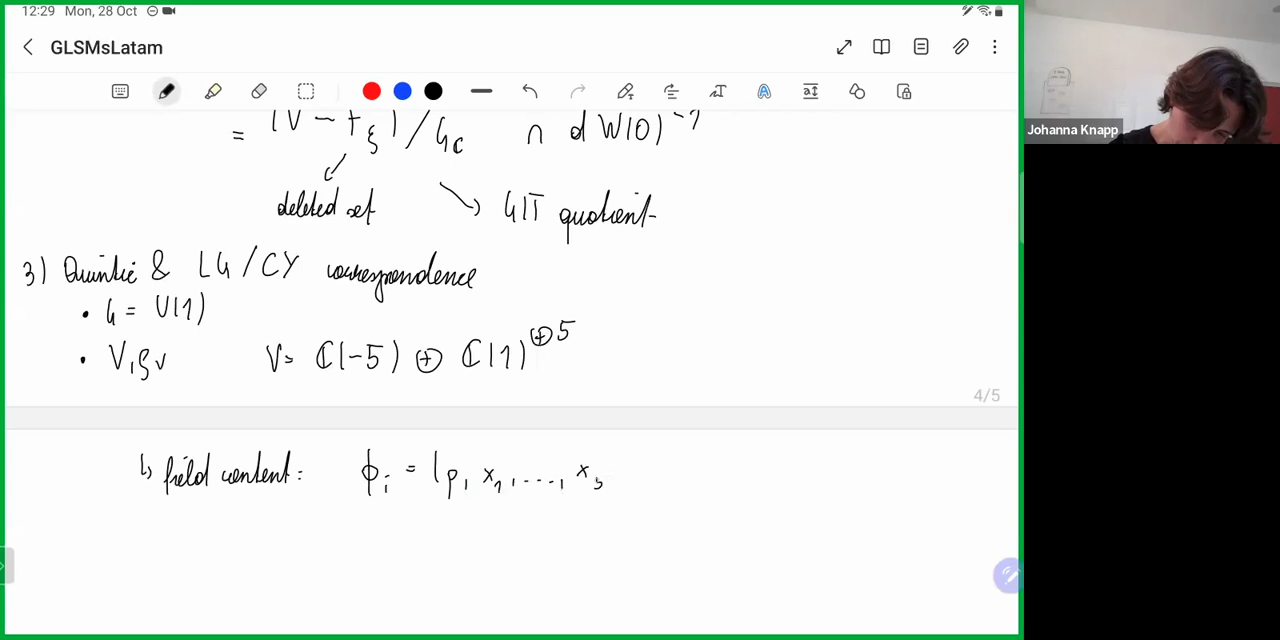 12:29 Mon, 28 Oct
GLSMsLatam
= (V - F_ξ) / G_C ∩ dW(0)^-1
deleted set
GIT quotient
3) Quintic & LG/CY correspondence
• G = U(1)
• V, ρ_V V = ℂ(-5) ⊕ ℂ(1)^⊕5
4/5
↳ field content: ϕ_i = (p, x_1, ..., x_5
Johanna Knapp